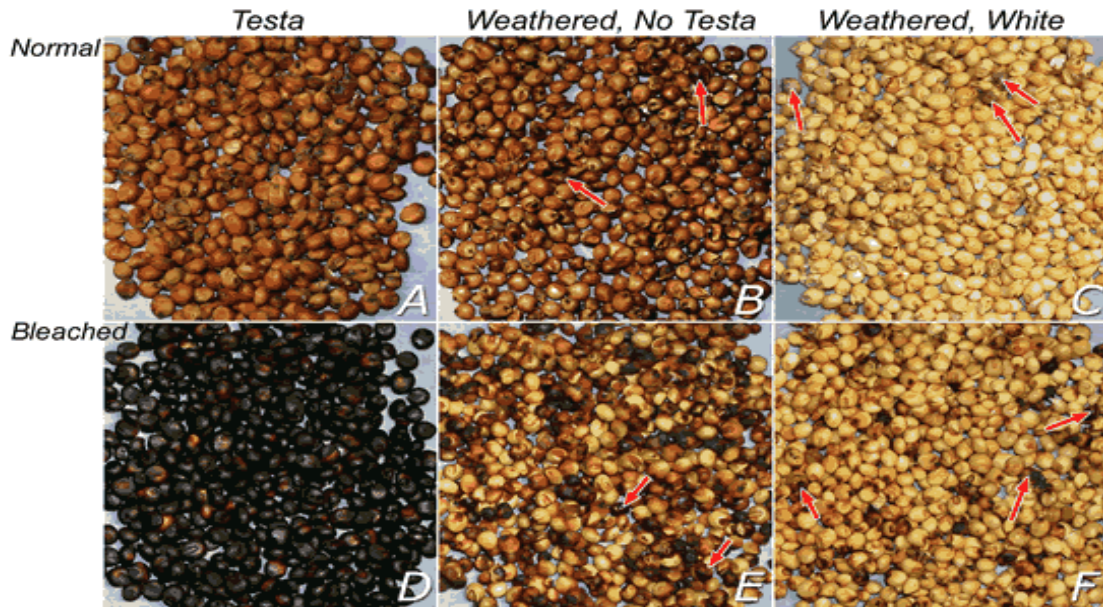 Testa
Weathered, No Testa
Weathered, White
Normal
A
B
C
Bleached
D
E
F